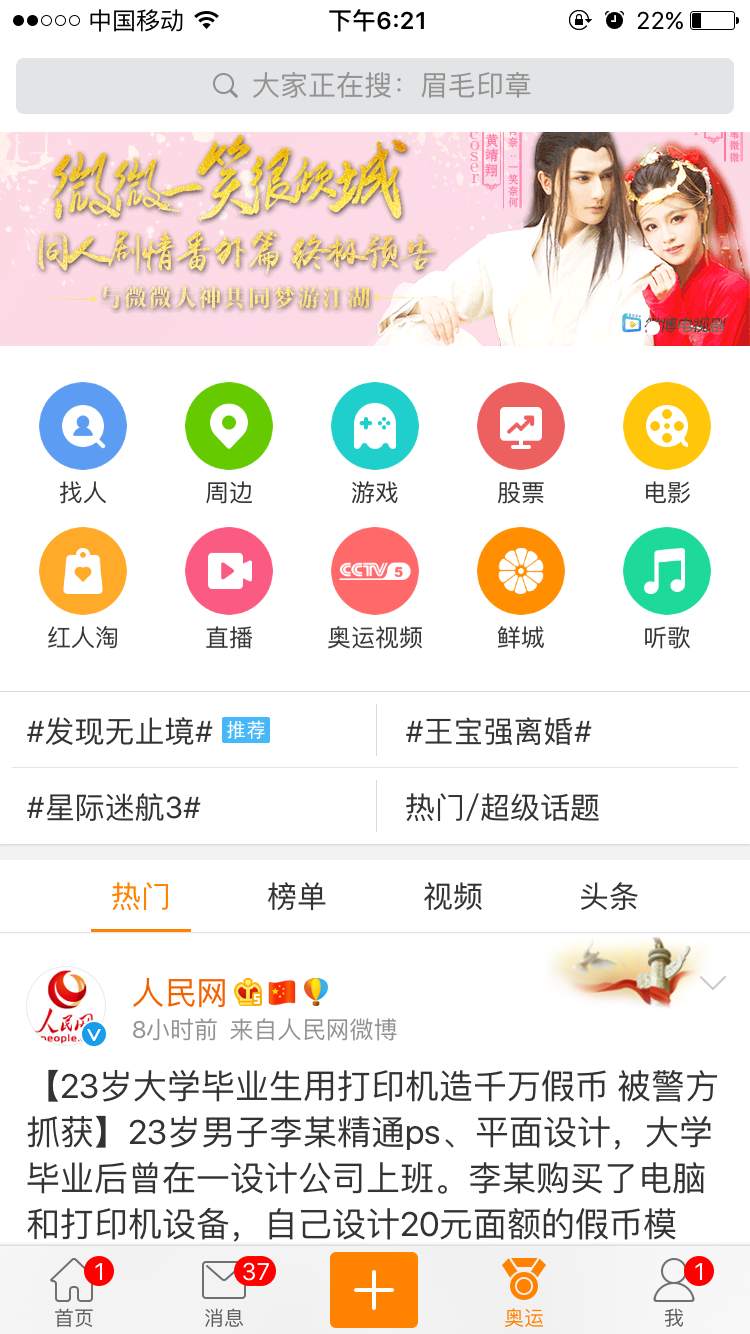 中国移动
下午6:21
22%
大家正在搜：眉毛印章
微微一笑很倾城
同人剧情番外篇 终极预告
与微微大神共同梦游江湖
coser
黄靖翔
一笑奈何
微微
微博电视剧
找人
周边
游戏
股票
电影
CCTV5
红人淘
直播
奥运视频
鲜城
听歌
#发现无止境# 推荐
#王宝强离婚#
#星际迷航3#
热门/超级话题
热门
榜单
视频
头条
人民网
people.
人民网
8小时前 来自人民网微博
【23岁大学毕业生用打印机造千万假币 被警方
抓获】23岁男子李某精通ps、平面设计，大学
毕业后曾在一设计公司上班。李某购买了电脑
和打印机设备，自己设计20元面额的假币模
1
37
1
首页
消息
奥运
我